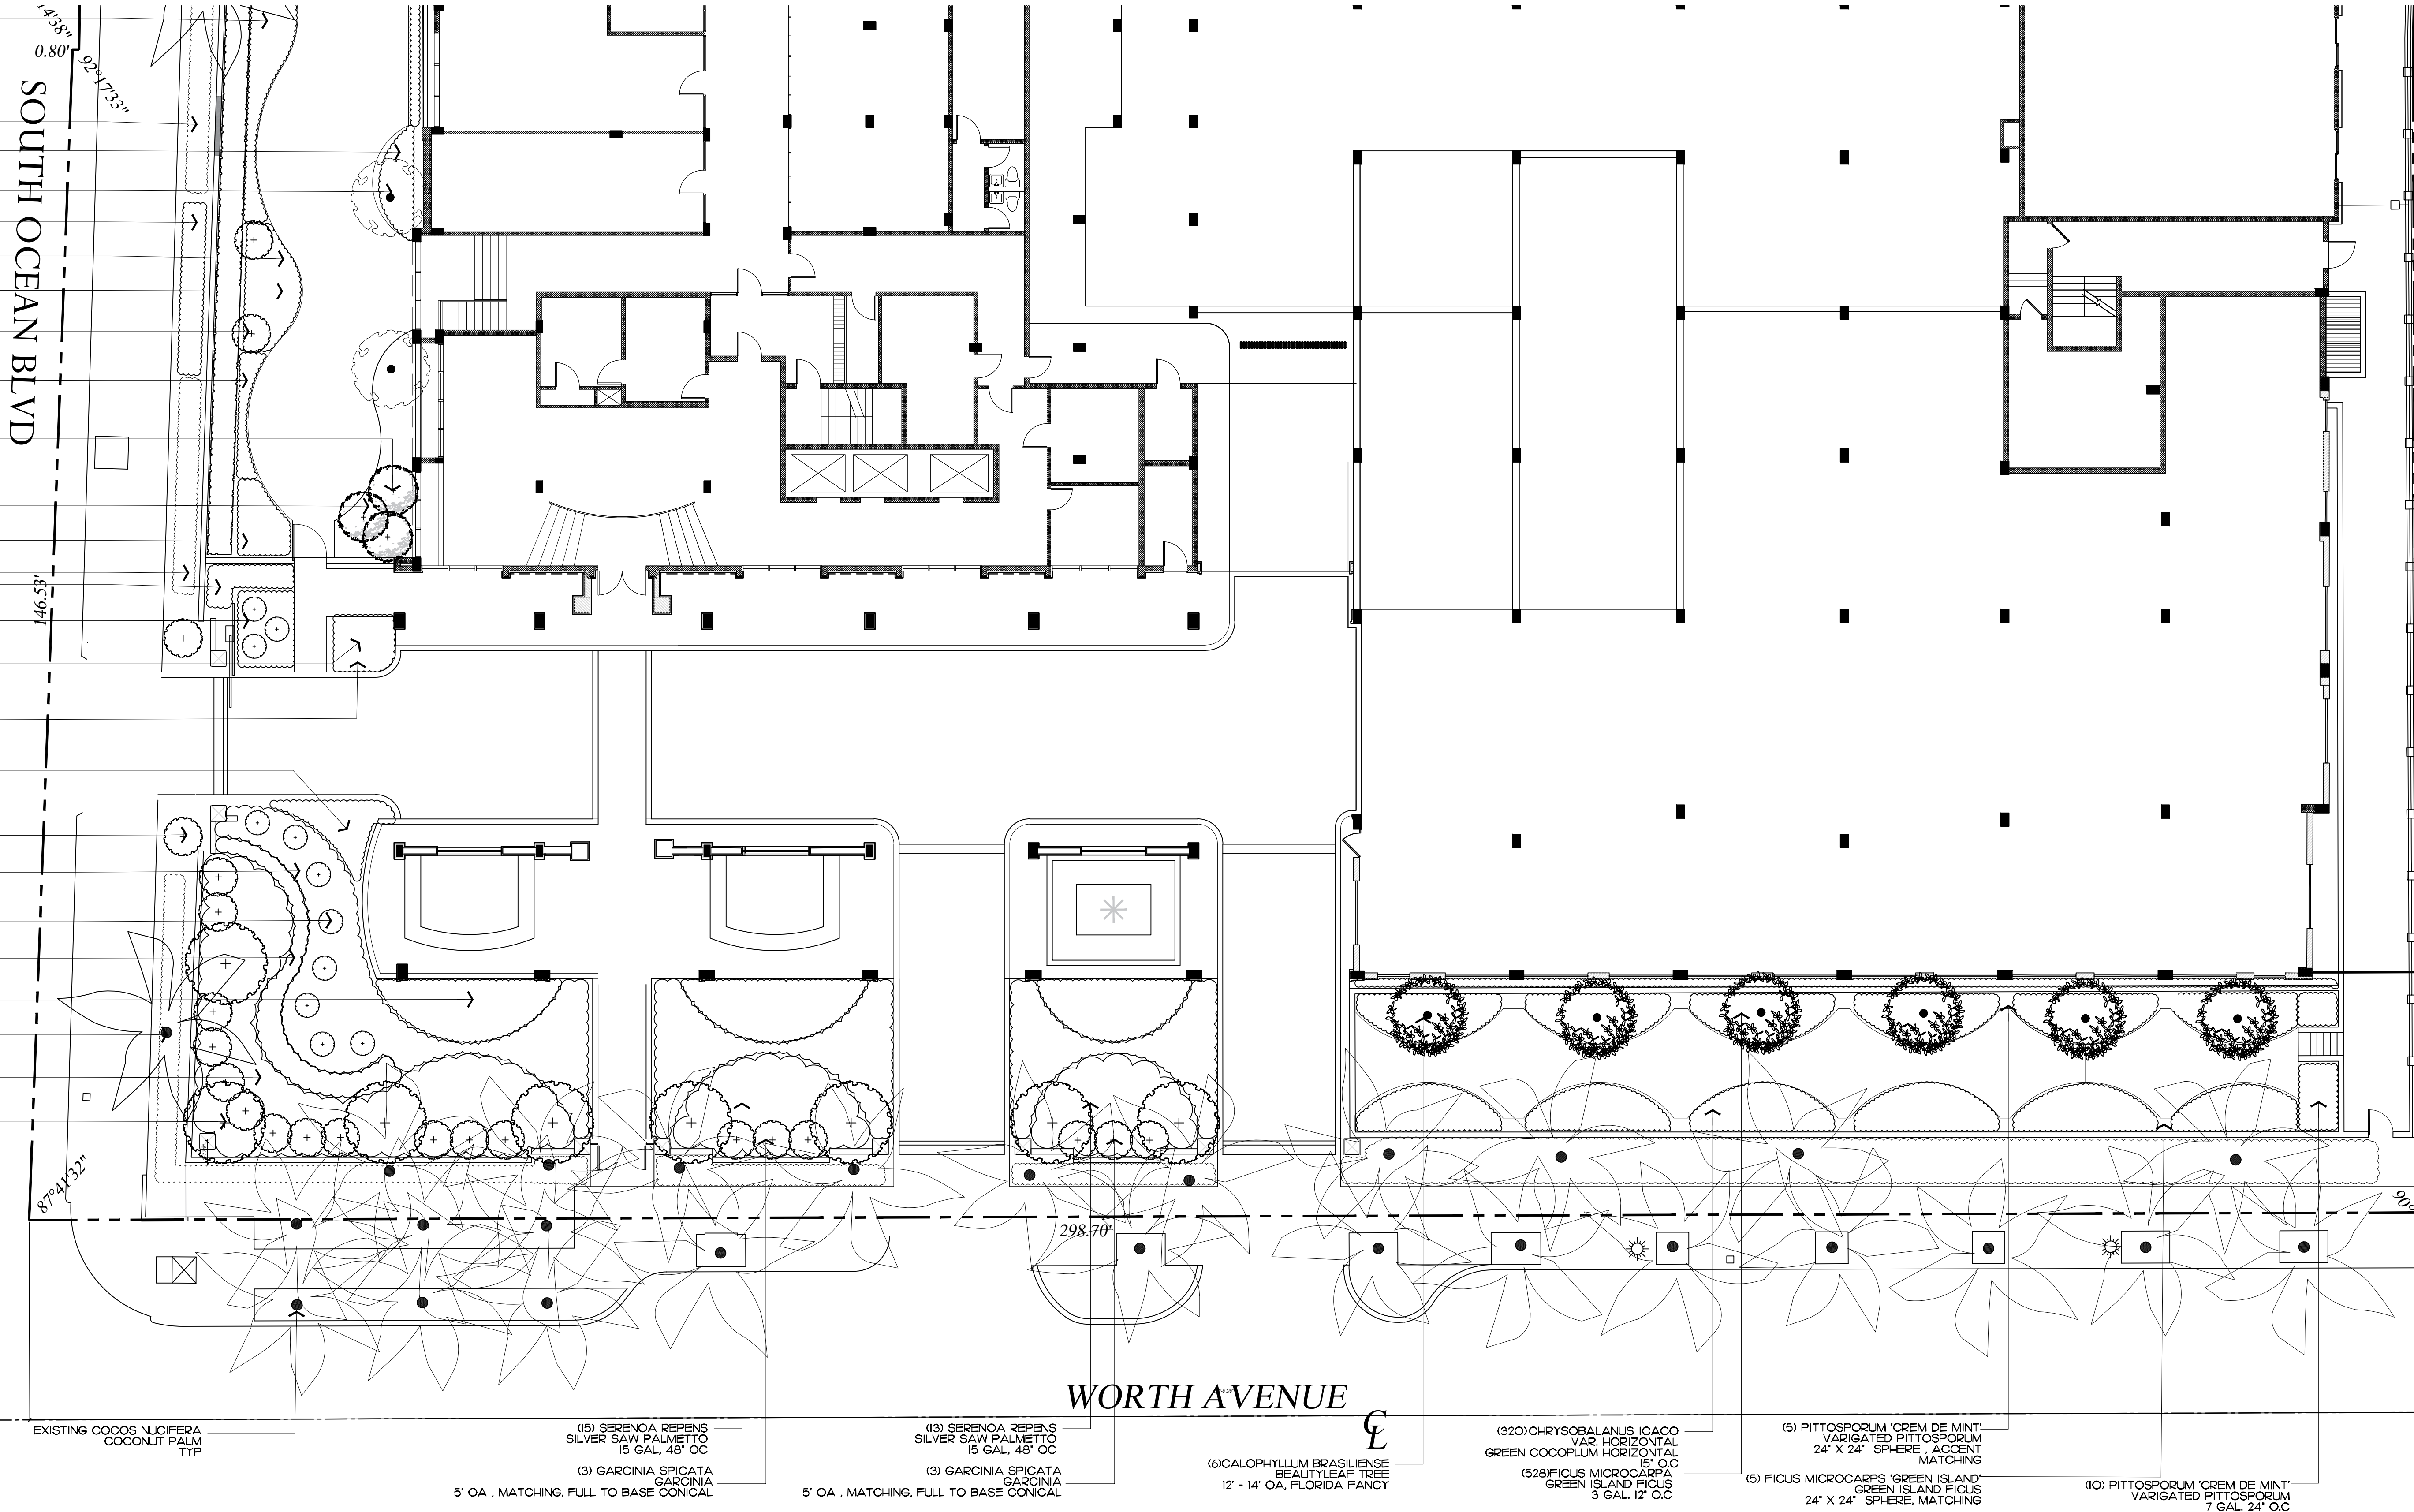 14'38"
0.80'
92°17'33"
SOUTH OCEAN BLVD
146.53'
87°41'32"
298.70'
90°
WORTH AVENUE
CL
EXISTING COCOS NUCIFERA
COCONUT PALM
TYP
(15) SERENOA REPENS
SILVER SAW PALMETTO
15 GAL, 48" OC
(3) GARCINIA SPICATA
GARCINIA
5' OA , MATCHING, FULL TO BASE CONICAL
(13) SERENOA REPENS
SILVER SAW PALMETTO
15 GAL, 48" OC
(3) GARCINIA SPICATA
GARCINIA
5' OA , MATCHING, FULL TO BASE CONICAL
(6)CALOPHYLLUM BRASILIENSE
BEAUTYLEAF TREE
12' - 14' OA, FLORIDA FANCY
(320)CHRYSOBALANUS ICACO
VAR. HORIZONTAL
GREEN COCOPLUM HORIZONTAL
15" O.C
(528)FICUS MICROCARPA
GREEN ISLAND FICUS
3 GAL. 12" O.C
(5) PITTOSPORUM 'CREM DE MINT'
VARIGATED PITTOSPORUM
24" X 24" SPHERE , ACCENT
MATCHING
(5) FICUS MICROCARPS 'GREEN ISLAND'
GREEN ISLAND FICUS
24" X 24" SPHERE, MATCHING
(10) PITTOSPORUM 'CREM DE MINT'
VARIGATED PITTOSPORUM
7 GAL. 24" O.C